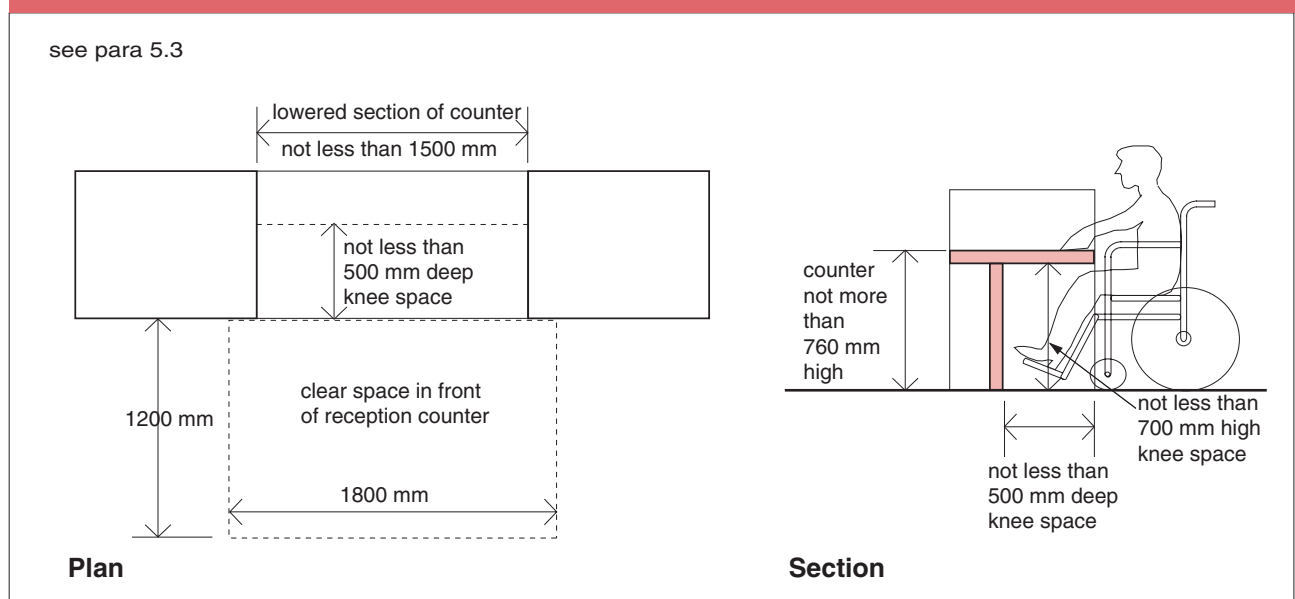 see para 5.3
lowered section of counter
not less than 1500 mm
not less than
500 mm deep
knee space
clear space in front
of reception counter
1200 mm
1800 mm
Plan
counter
not more
than
760 mm
high
not less than
700 mm high
knee space
not less than
500 mm deep
knee space
Section